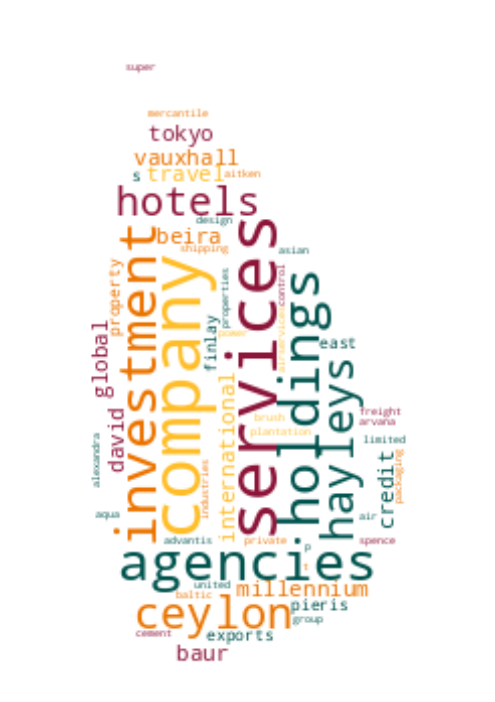 super
mercantile
tokyo
vauxhall
s
travel
aitken
hotels
design
beira
shipping
asian
investment
company
services
holdings
property
properties
control
airservices
power
finlay
east
global
hayleys
international
david
brush
plantation
freight
arvana
limited
alexandra
industries
credit
packaging
aqua
air
advantis
private
p
spence
agencies
t
united
millennium
baltic
ceylon
pieris
group
cement
exports
baur